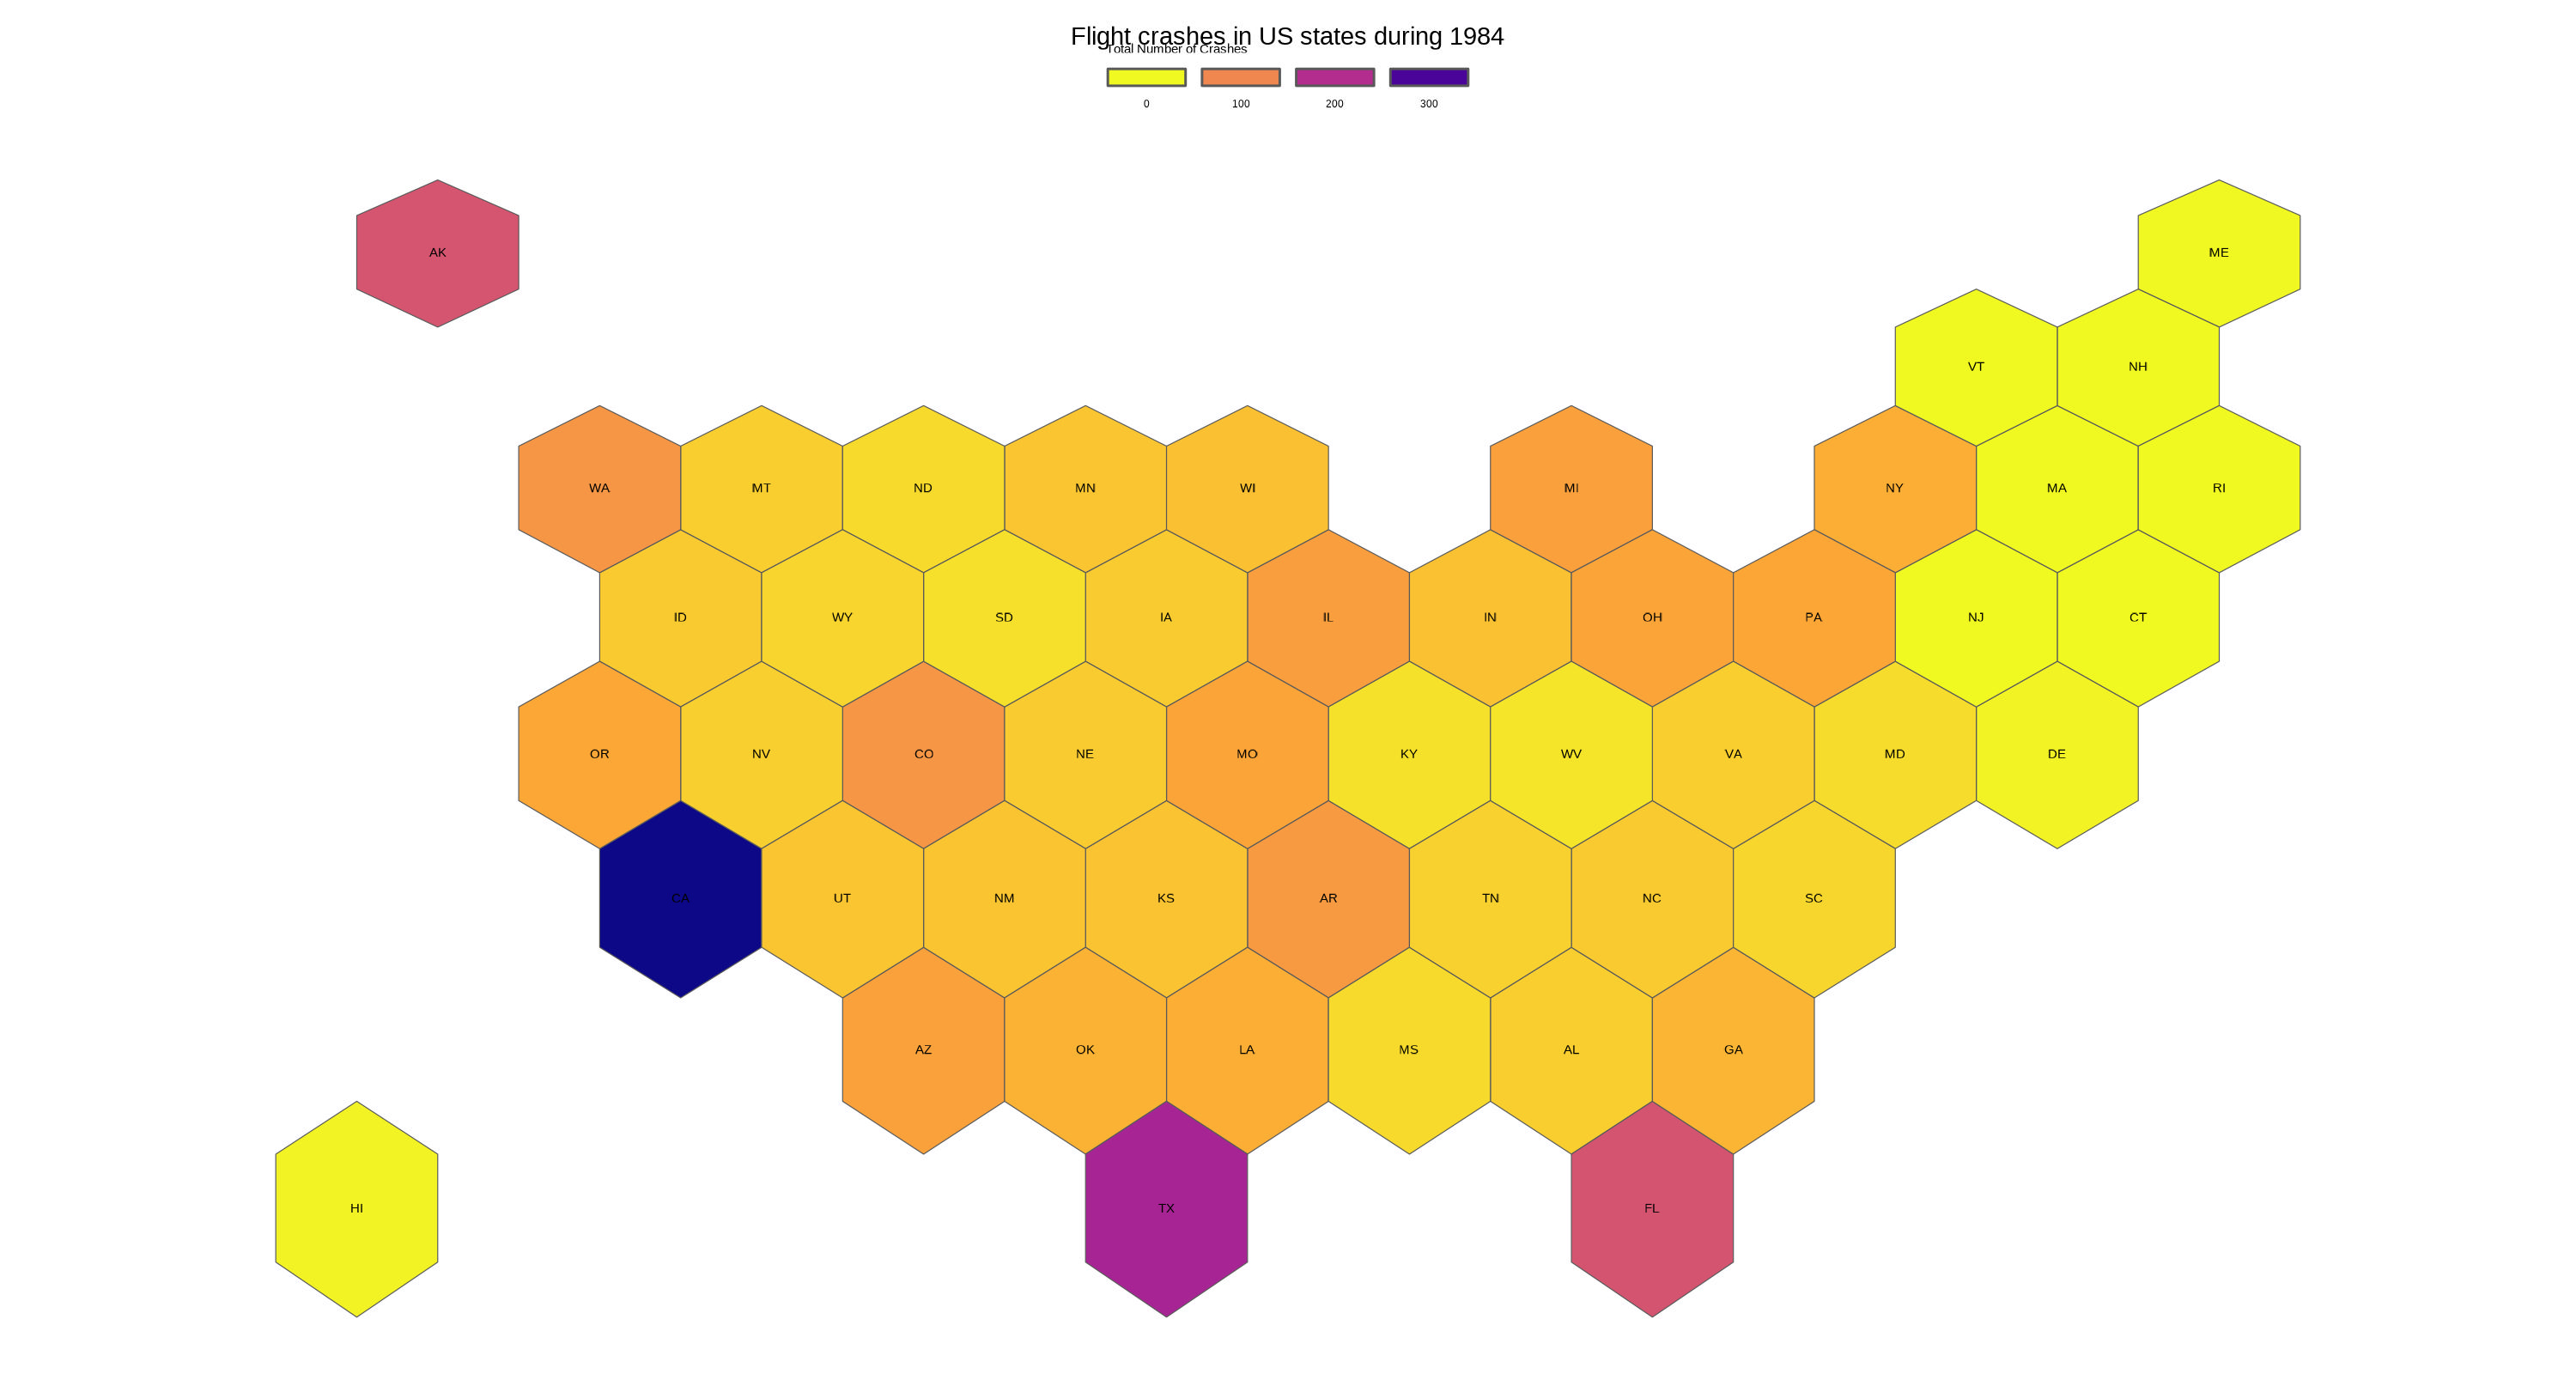 Flight crashes in US states during 1984
Total Number of Crashes
0 100 200 300
AK ME
VT NH
WA MT ND MN WI MI NY MA RI
ID WY SD IA IL IN OH PA NJ CT
OR NV CO NE MO KY WV VA MD DE
CA UT NM KS AR TN NC SC
AZ OK LA MS AL GA
HI TX FL